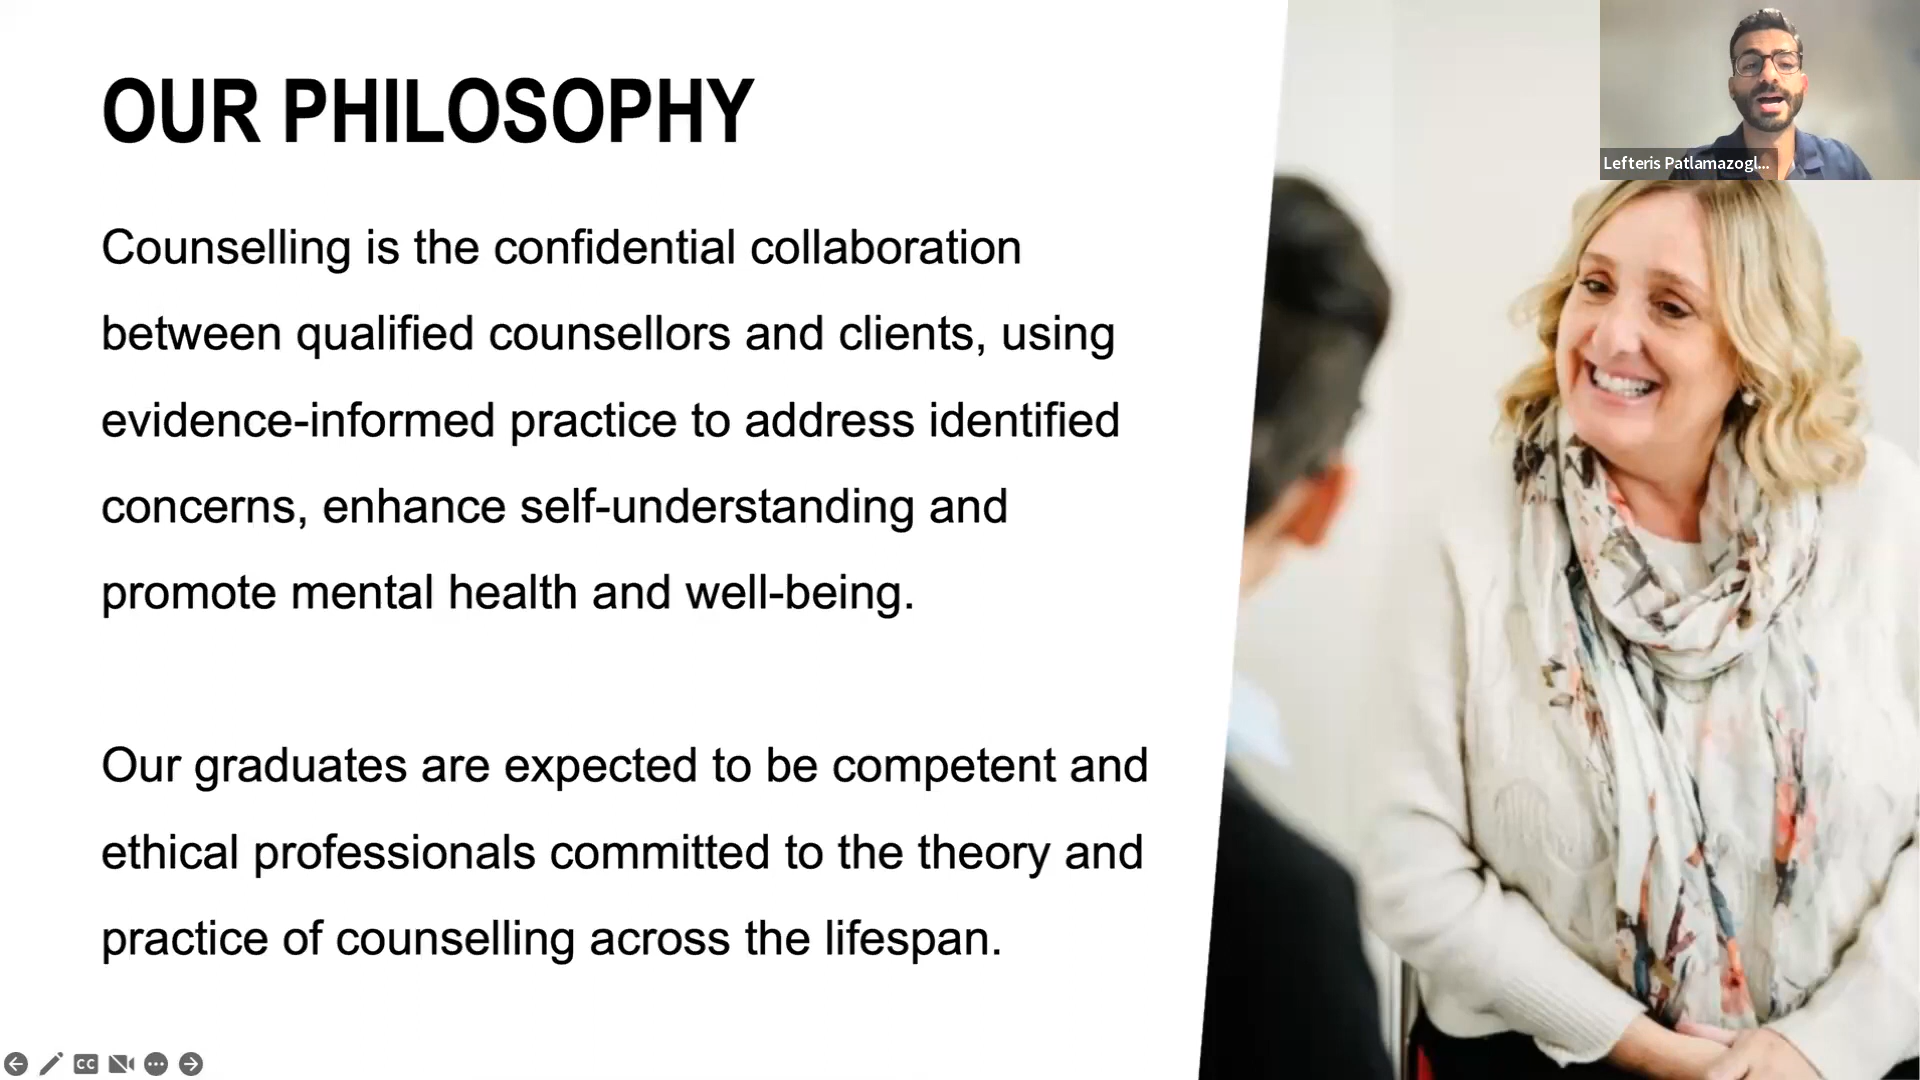 OUR PHILOSOPHY
Counselling is the confidential collaboration
between qualified counsellors and clients, using
evidence-informed practice to address identified
concerns, enhance self-understanding and
promote mental health and well-being.
Our graduates are expected to be competent and
ethical professionals committed to the theory and
practice of counselling across the lifespan.
Lefteris Patlamazogl...
CC